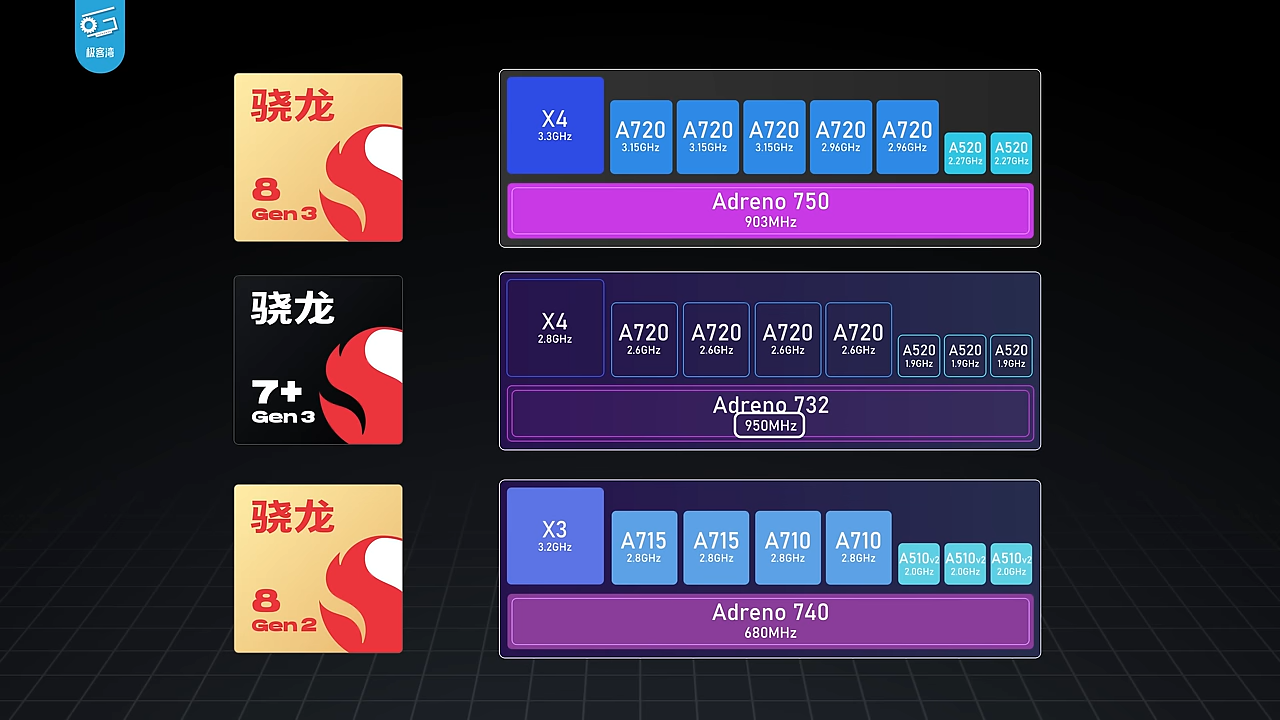 极客湾
骁龙
8
Gen 3
X4
3.3GHz
A720
3.15GHz
A720
3.15GHz
A720
3.15GHz
A720
2.96GHz
A720
2.96GHz
A520
2.27GHz
A520
2.27GHz
Adreno 750
903MHz
骁龙
7+
Gen 3
X4
2.8GHz
A720
2.6GHz
A720
2.6GHz
A720
2.6GHz
A720
2.6GHz
A520
1.9GHz
A520
1.9GHz
A520
1.9GHz
Adreno 732
950MHz
骁龙
8
Gen 2
X3
3.2GHz
A715
2.8GHz
A715
2.8GHz
A710
2.8GHz
A710
2.8GHz
A510v2
2.0GHz
A510v2
2.0GHz
A510v2
2.0GHz
Adreno 740
680MHz